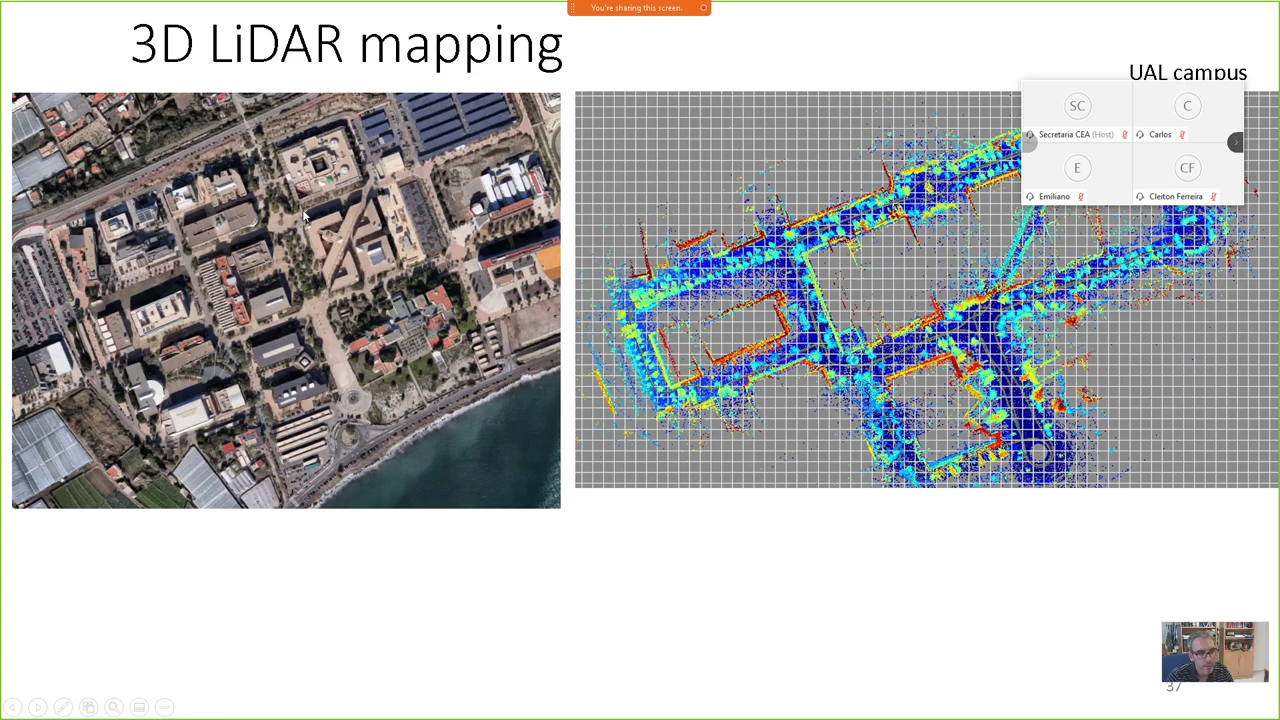 You're sharing this screen.
3D LiDAR mapping
UAL campus
SC
C
Secretaria CEA (Host)
Carlos
E
CF
Emiliano
Cleiton Ferreira
37